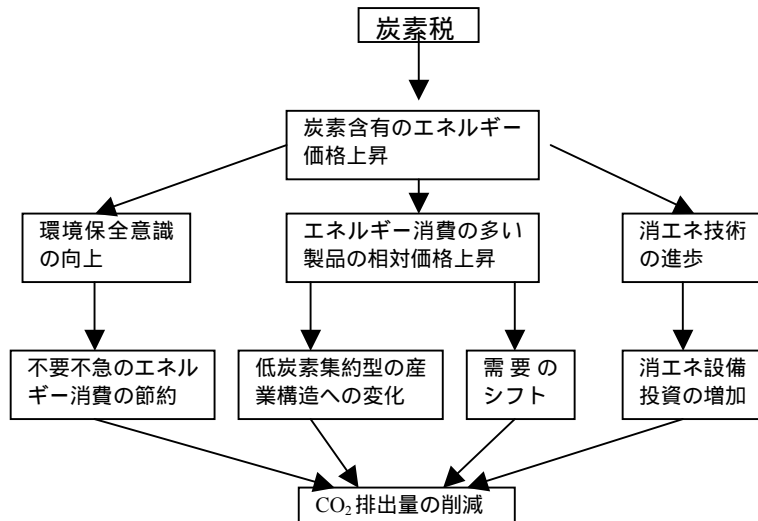 炭素税
炭素含有のエネルギー
価格上昇
環境保全意識
の向上
エネルギー消費の多い
製品の相対価格上昇
消エネ技術
の進歩
不要不急のエネル
ギー消費の節約
低炭素集約型の産
業構造への変化
需要の
シフト
消エネ設備
投資の増加
CO₂排出量の削減